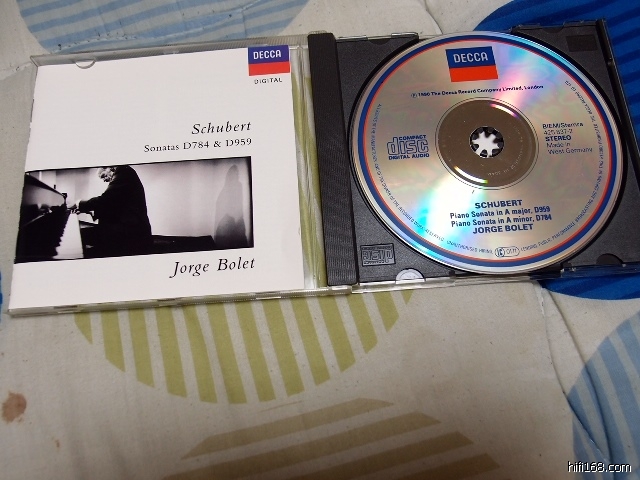 DECCA
DIGITAL
Schubert
Sonatas D784 & D959
Jorge Bolet
DECCA
℗ 1990 The Decca Record Company Limited, London
COMPACT
disc
DIGITAL AUDIO
BIEM/Stemra
425 637-2
STEREO
Made in
West Germany
SCHUBERT
Piano Sonata in A major, D959
Piano Sonata in A minor, D784
JORGE BOLET
hifi168.com